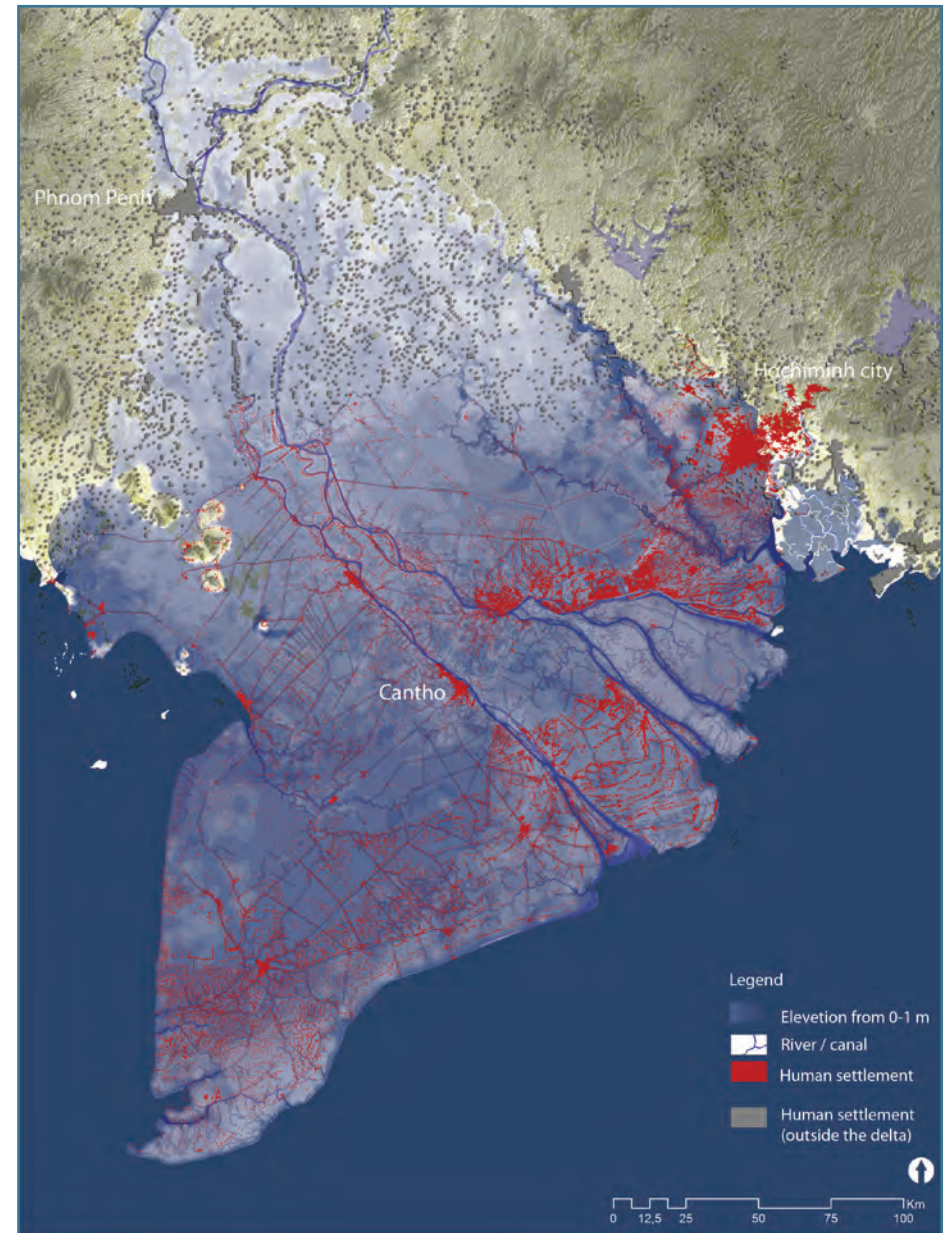 Phnom Penh
Hochiminh city
Cantho
Legend
Elevetion from 0-1 m
River / canal
Human settlement
Human settlement
(outside the delta)
Km
0 12,5 25 50 75 100